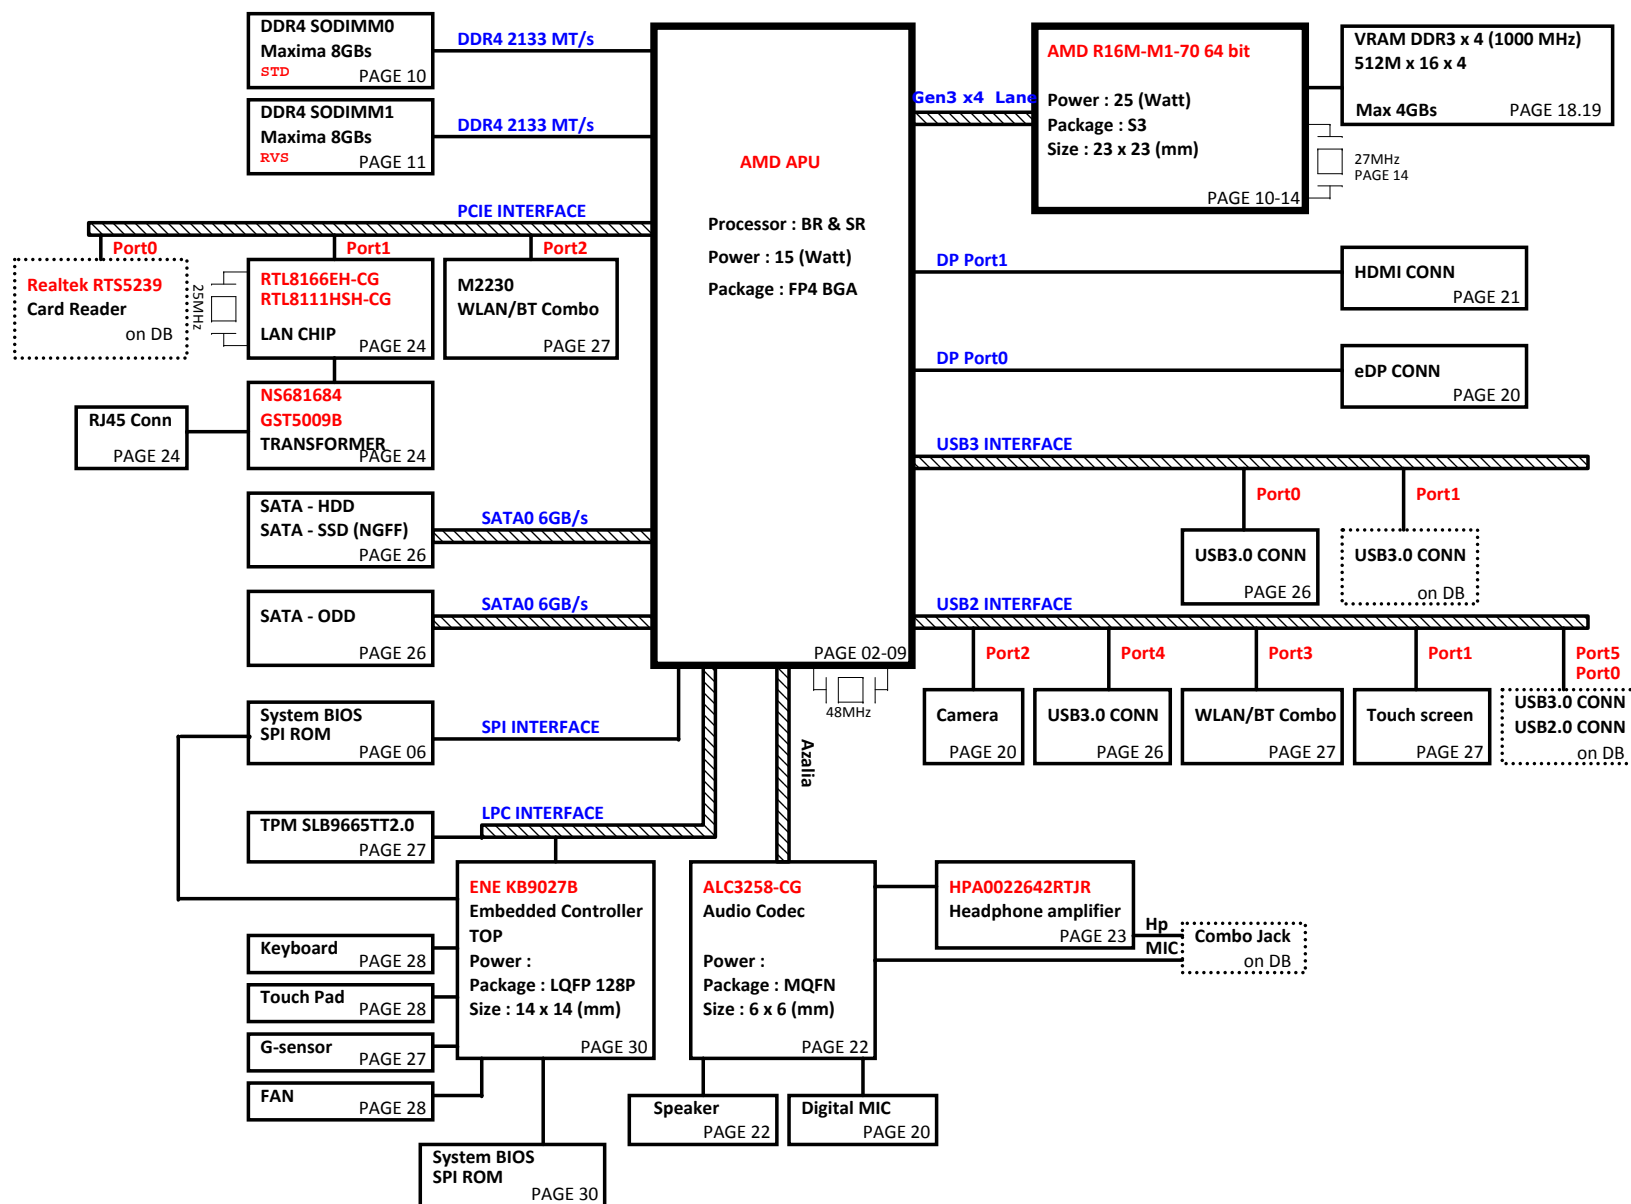 DDR4 SODIMM0
Maxima 8GBs
STD
PAGE 10
DDR4 2133 MT/s
DDR4 SODIMM1
Maxima 8GBs
RVS
PAGE 11
DDR4 2133 MT/s
AMD APU
Processor : BR & SR
Power : 15 (Watt)
Package : FP4 BGA
PAGE 02-09
48MHz
Gen3 x4 Lane
AMD R16M-M1-70 64 bit
Power : 25 (Watt)
Package : S3
Size : 23 x 23 (mm)
PAGE 10-14
VRAM DDR3 x 4 (1000 MHz)
512M x 16 x 4
Max 4GBs
PAGE 18.19
27MHz
PAGE 14
PCIE INTERFACE
Port0
Port1
Port2
Realtek RTS5239
Card Reader
on DB
25MHz
RTL8166EH-CG
RTL8111HSH-CG
LAN CHIP
PAGE 24
M2230
WLAN/BT Combo
PAGE 27
NS681684
GST5009B
TRANSFORMER
PAGE 24
RJ45 Conn
PAGE 24
DP Port1
HDMI CONN
PAGE 21
DP Port0
eDP CONN
PAGE 20
USB3 INTERFACE
Port0
Port1
USB3.0 CONN
PAGE 26
USB3.0 CONN
on DB
SATA - HDD
SATA - SSD (NGFF)
PAGE 26
SATA0 6GB/s
SATA - ODD
PAGE 26
SATA0 6GB/s
USB2 INTERFACE
Port2
Port4
Port3
Port1
Port5
Port0
Camera
PAGE 20
USB3.0 CONN
PAGE 26
WLAN/BT Combo
PAGE 27
Touch screen
PAGE 27
USB3.0 CONN
USB2.0 CONN
on DB
System BIOS
SPI ROM
PAGE 06
SPI INTERFACE
Azalia
TPM SLB9665TT2.0
PAGE 27
LPC INTERFACE
ENE KB9027B
Embedded Controller
TOP
Power :
Package : LQFP 128P
Size : 14 x 14 (mm)
PAGE 30
ALC3258-CG
Audio Codec
Power :
Package : MQFN
Size : 6 x 6 (mm)
PAGE 22
HPA0022642RTJR
Headphone amplifier
PAGE 23
Hp
MIC
Combo Jack
on DB
Keyboard
PAGE 28
Touch Pad
PAGE 28
G-sensor
PAGE 27
FAN
PAGE 28
Speaker
PAGE 22
Digital MIC
PAGE 20
System BIOS
SPI ROM
PAGE 30